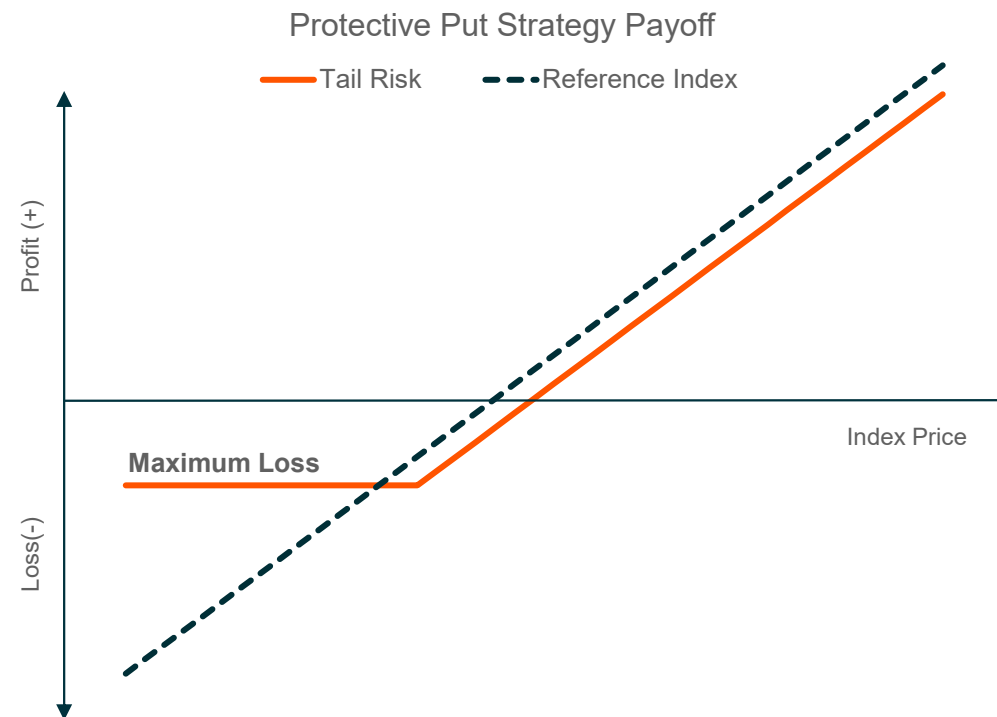 Protective Put Strategy Payoff
Tail Risk
Reference Index
Profit (+)
Index Price
Maximum Loss
Loss(-)